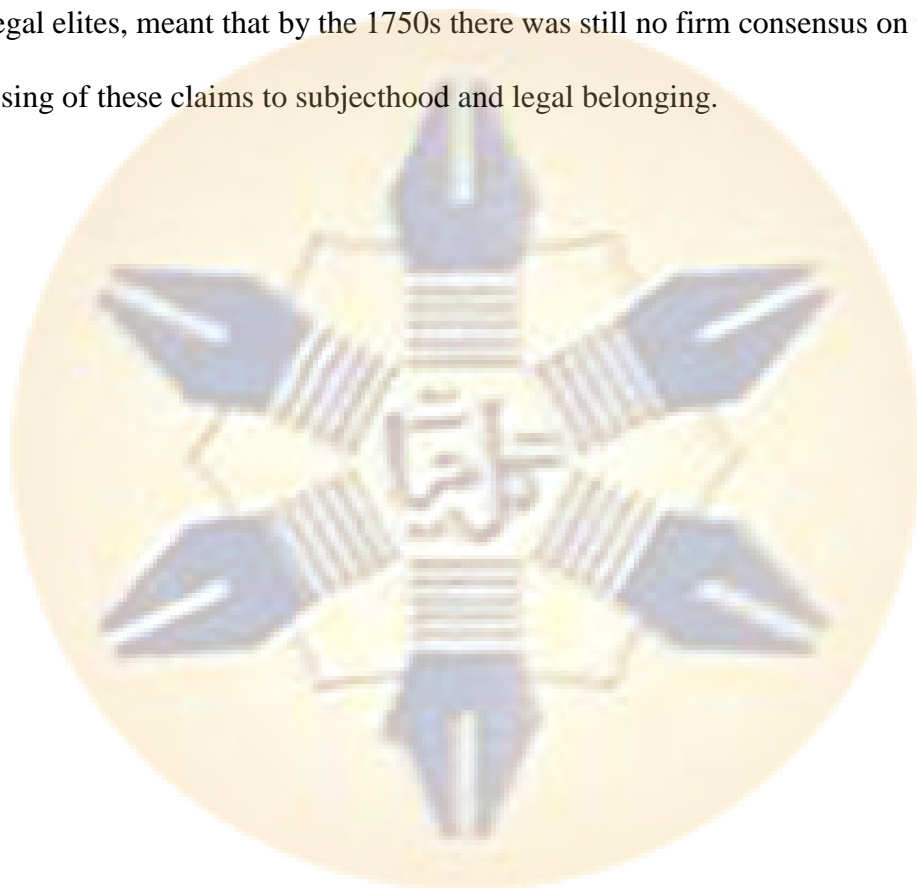 egal elites, meant that by the 1750s there was still no firm consensus on
sing of these claims to subjecthood and legal belonging.